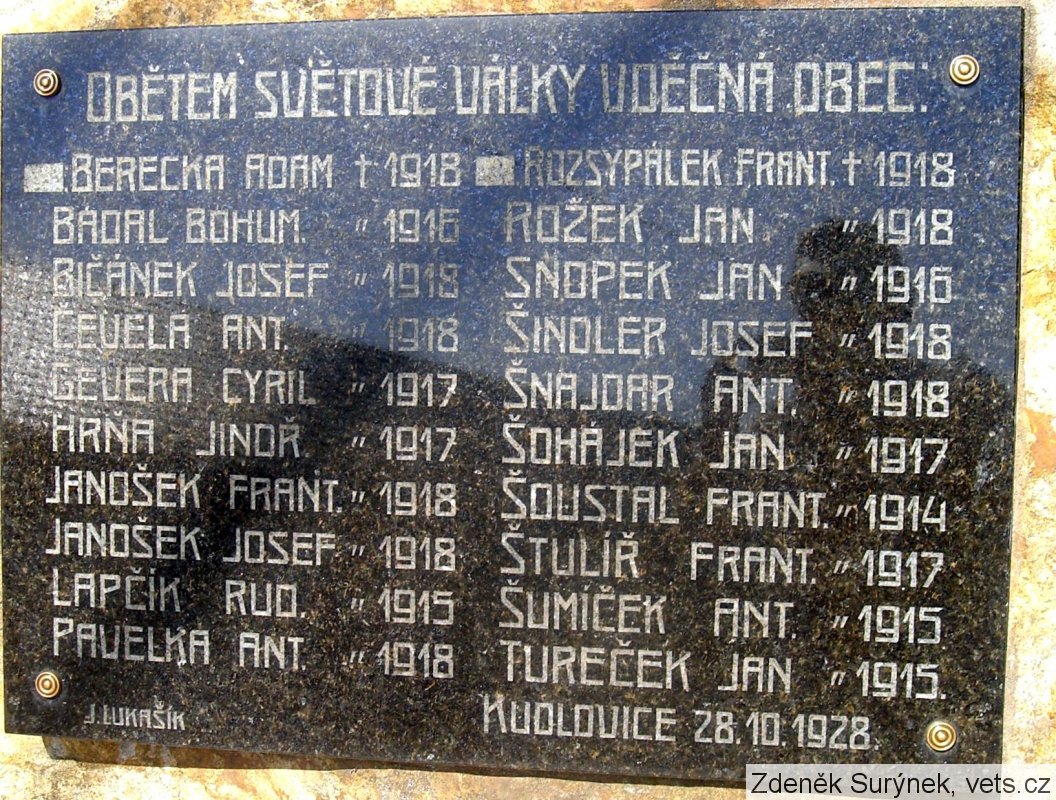 OBĚTEM SVĚTOVÉ VÁLKY VDĚČNÁ OBEC:
BEREČKA ADAM † 1918
BÁDAL BOHUM. " 1916
BIČÁNEK JOSEF " 1918
ČEVELA ANT. " 1918
GEVERA CYRIL " 1917
HRŇA JINDŘ " 1917
JANOŠEK FRANT. " 1918
JANOŠEK JOSEF " 1918
LAPČÍK RUD. " 1915
PAVELKA ANT. " 1918
J. LUKAŠÍK
ROZSYPÁLEK FRANT. † 1918
ROŽEK JAN " 1918
SNOPEK JAN " 1916
ŠINDLER JOSEF " 1918
ŠNAJDAR ANT. " 1918
ŠOHÁJEK JAN " 1917
ŠOUSTAL FRANT. " 1914
ŠTULÍŘ FRANT. " 1917
ŠUMÍČEK ANT. " 1915
TUREČEK JAN " 1915.
KUDLOVICE 28.10.1928.
Zdeněk Surýnek, vets.cz